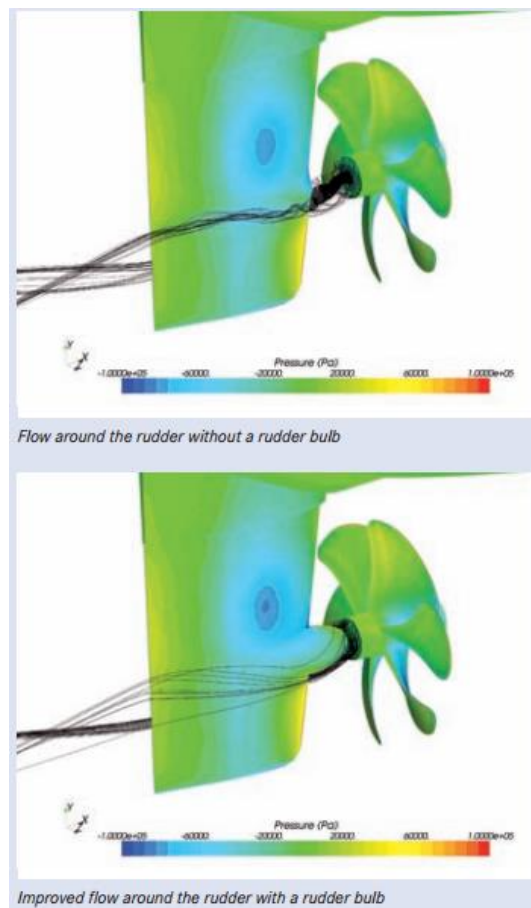 Y
X
Z
Pressure (Pa)
-1.0000e+05 -60000. -20000. 20000. 60000. 1.0000e+05
Flow around the rudder without a rudder bulb
Y
X
Z
Pressure (Pa)
-1.0000e+05 -60000. -20000. 20000. 60000. 1.0000e+05
Improved flow around the rudder with a rudder bulb